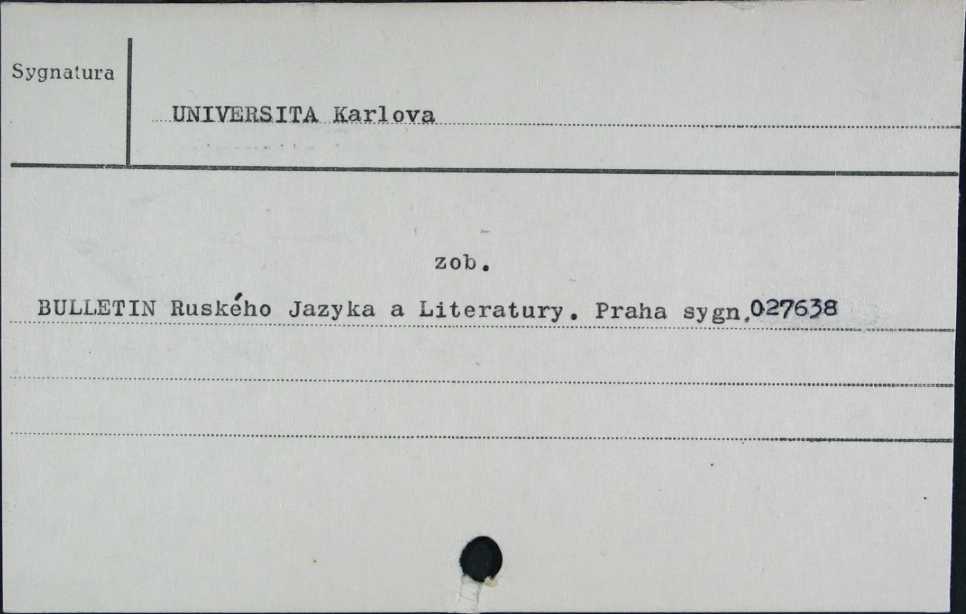 Sygnatura
UNIVERSITA Karlova
zob.
BULLETIN Ruského Jazyka a Literatury. Praha sygn.027638